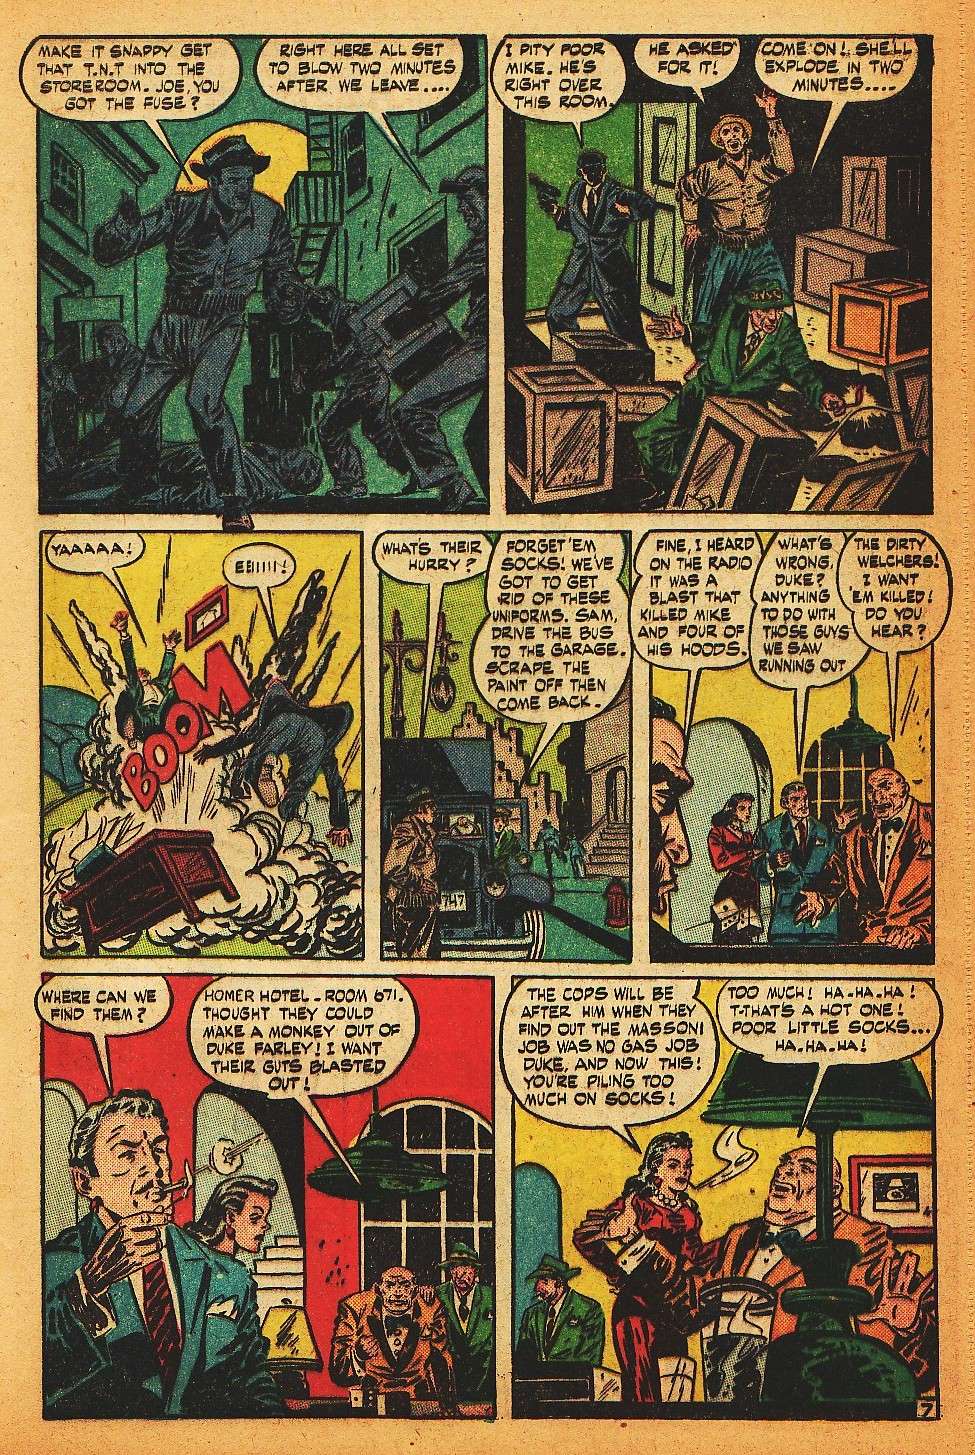 MAKE IT SNAPPY GET
THAT T.N.T INTO THE
STOREROOM. JOE, YOU
GOT THE FUSE?
RIGHT HERE ALL SET
TO BLOW TWO MINUTES
AFTER WE LEAVE....
I PITY POOR
MIKE. HE'S
RIGHT OVER
THIS ROOM.
HE ASKED
FOR IT!
COME ON! SHE'LL
EXPLODE IN TWO
MINUTES....
YAAAAA!
EEIIIII!
BOOM
WHAT'S THEIR
HURRY?
FORGET 'EM
SOCKS! WE'VE
GOT TO GET
RID OF THESE
UNIFORMS. SAM,
DRIVE THE BUS
TO THE GARAGE.
SCRAPE THE
PAINT OFF THEN
COME BACK.
747
FINE, I HEARD
ON THE RADIO
IT WAS A
BLAST THAT
KILLED MIKE
AND FOUR OF
HIS HOODS.
WHAT'S
WRONG,
DUKE?
ANYTHING
TO DO WITH
THOSE GUYS
WE SAW
RUNNING OUT
THE DIRTY
WELCHERS!
I WANT
'EM KILLED!
DO YOU
HEAR?
WHERE CAN WE
FIND THEM?
HOMER HOTEL - ROOM 671.
THOUGHT THEY COULD
MAKE A MONKEY OUT OF
DUKE FARLEY! I WANT
THEIR GUTS BLASTED
OUT!
THE COPS WILL BE
AFTER HIM WHEN THEY
FIND OUT THE MASSONI
JOB WAS NO GAS JOB
DUKE, AND NOW THIS!
YOU'RE PILING TOO
MUCH ON SOCKS!
TOO MUCH! HA-HA-HA!
T-THAT'S A HOT ONE!
POOR LITTLE SOCKS...
HA-HA-HA!
7